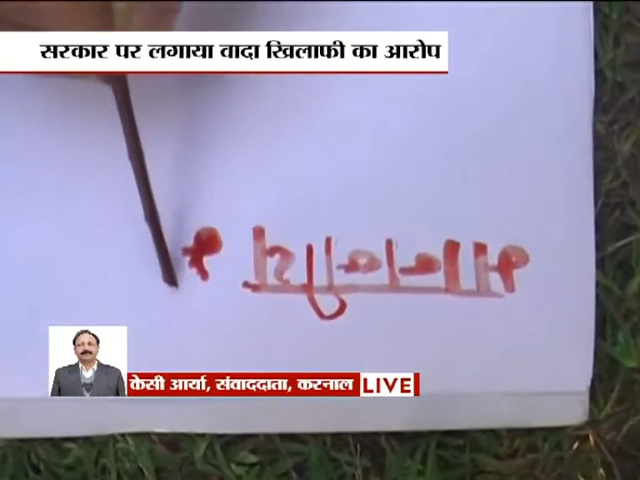 सरकार पर लगाया वादा खिलाफी का आरोप
केसी आर्या, संवाददाता, करनाल LIVE